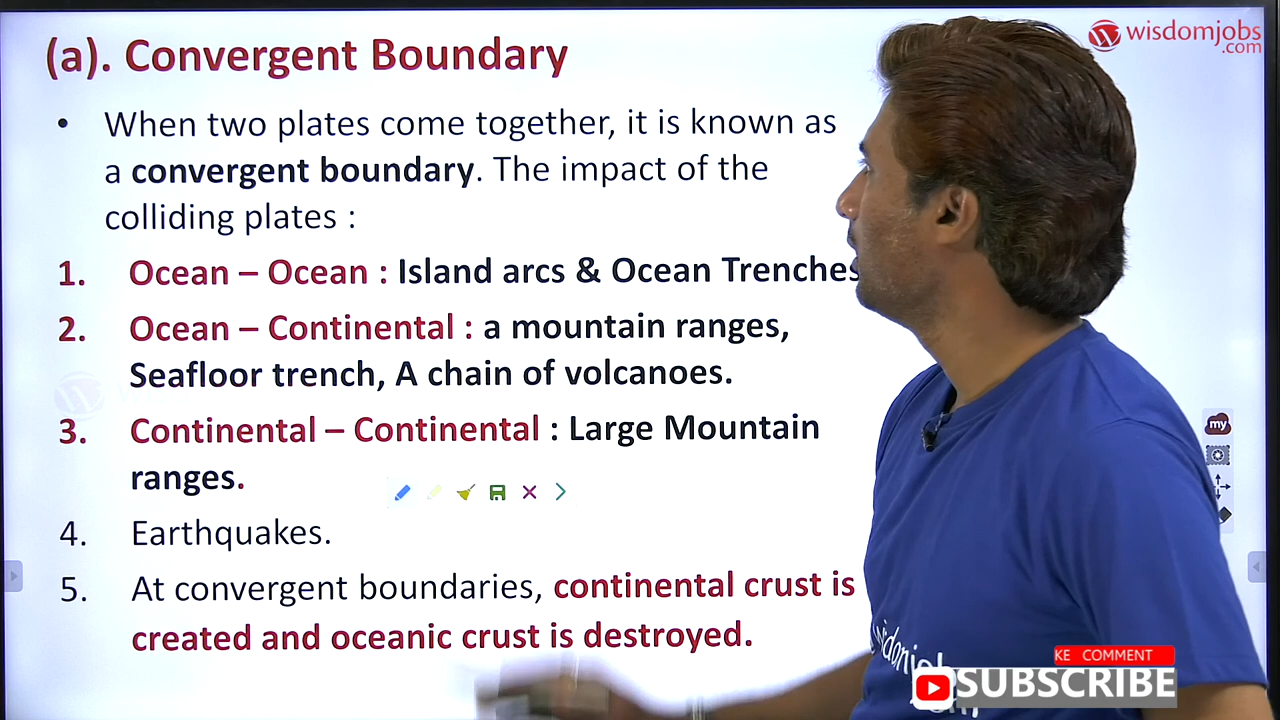 (a). Convergent Boundary
wisdomjobs
.com
• When two plates come together, it is known as
a convergent boundary. The impact of the
colliding plates :
1. Ocean – Ocean : Island arcs & Ocean Trenches
2. Ocean – Continental : a mountain ranges,
Seafloor trench, A chain of volcanoes.
3. Continental – Continental : Large Mountain
ranges.
my
4. Earthquakes.
5. At convergent boundaries, continental crust is
created and oceanic crust is destroyed.
KE COMMENT
SUBSCRIBE